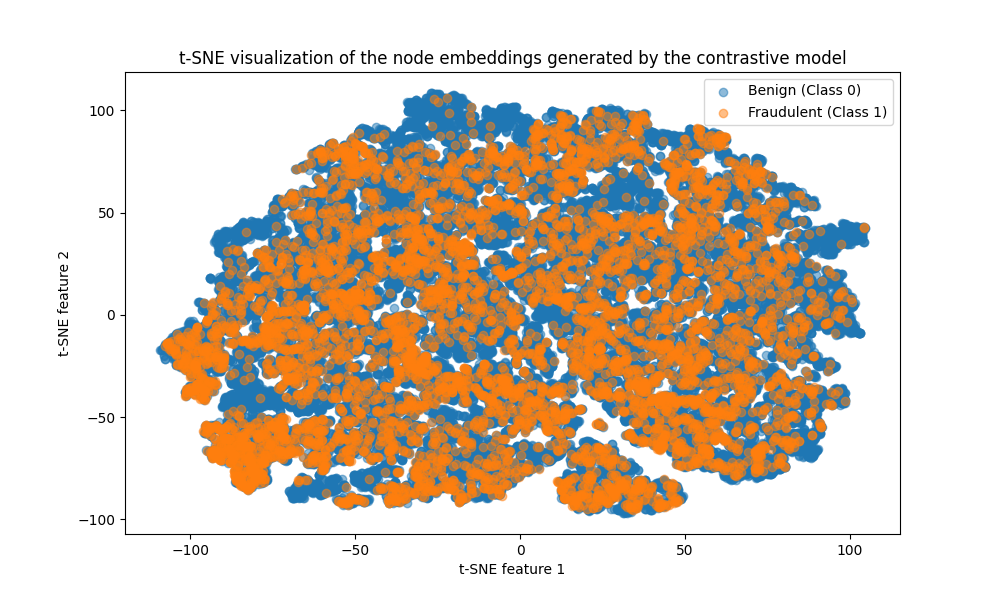 t-SNE visualization of the node embeddings generated by the contrastive model
Benign (Class 0)
Fraudulent (Class 1)
100
50
0
−50
−100
t-SNE feature 2
−100
−50
0
50
100
t-SNE feature 1